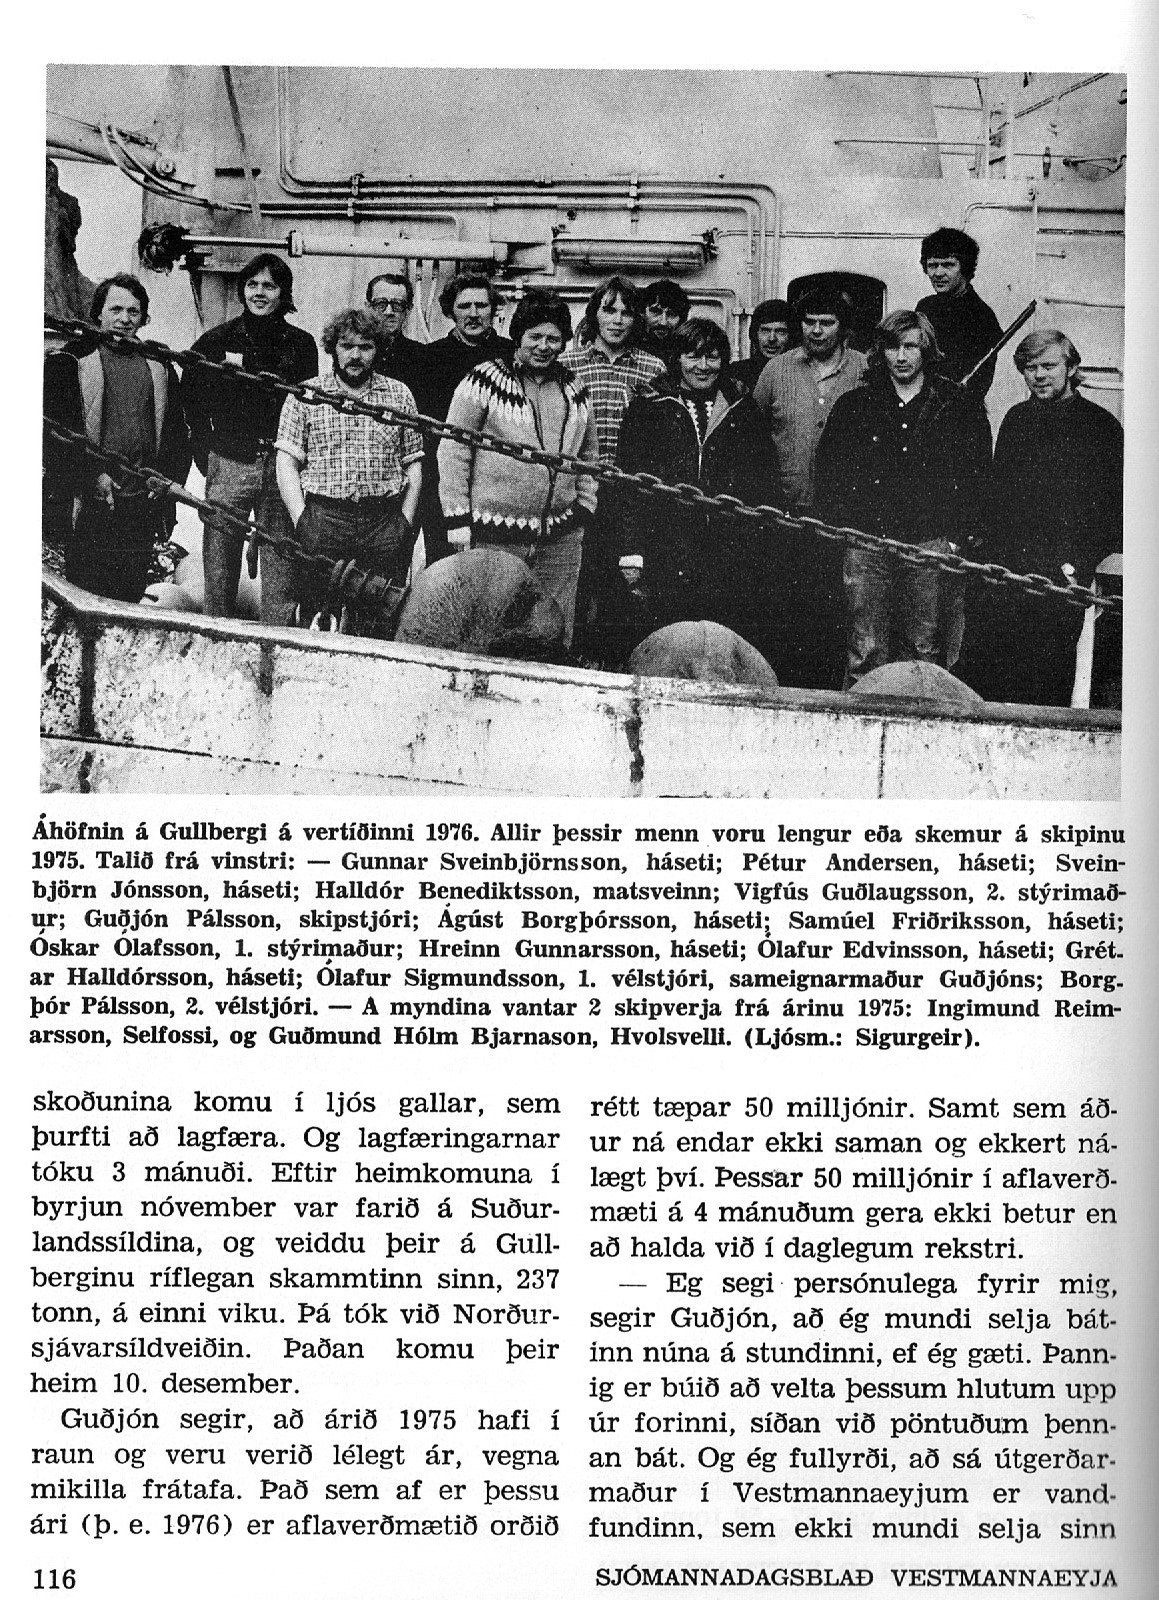 Áhöfnin á Gullbergi á vertíðinni 1976. Allir þessir menn voru lengur eða skemur á skipinu
1975. Talið frá vinstri: — Gunnar Sveinbjörnsson, háseti; Pétur Andersen, háseti; Svein-
björn Jónsson, háseti; Halldór Benediktsson, matsveinn; Vigfús Guðlaugsson, 2. stýrimað-
ur; Guðjón Pálsson, skipstjóri; Ágúst Borgþórsson, háseti; Samúel Friðriksson, háseti;
Óskar Ólafsson, 1. stýrimaður; Hreinn Gunnarsson, háseti; Ólafur Edvinsson, háseti; Grét-
ar Halldórsson, háseti; Ólafur Sigmundsson, 1. vélstjóri, sameignarmaður Guðjóns; Borg-
þór Pálsson, 2. vélstjóri. — A myndina vantar 2 skipverja frá árinu 1975: Ingimund Reim-
arsson, Selfossi, og Guðmund Hólm Bjarnason, Hvolsvelli. (Ljósm.: Sigurgeir).
skoðunina komu í ljós gallar, sem
þurfti að lagfæra. Og lagfæringarnar
tóku 3 mánuði. Eftir heimkomuna í
byrjun nóvember var farið á Suður-
landssíldina, og veiddu þeir á Gull-
berginu ríflegan skammtinn sinn, 237
tonn, á einni viku. Þá tók við Norður-
sjávarsíldveiðin. Þaðan komu þeir
heim 10. desember.
Guðjón segir, að árið 1975 hafi í
raun og veru verið lélegt ár, vegna
mikilla frátafa. Það sem af er þessu
ári (þ. e. 1976) er aflaverðmætið orðið
rétt tæpar 50 milljónir. Samt sem áð-
ur ná endar ekki saman og ekkert ná-
lægt því. Þessar 50 milljónir í aflaverð-
mæti á 4 mánuðum gera ekki betur en
að halda við í daglegum rekstri.
— Eg segi persónulega fyrir mig,
segir Guðjón, að ég mundi selja bát-
inn núna á stundinni, ef ég gæti. Þann-
ig er búið að velta þessum hlutum upp
úr forinni, síðan við pöntuðum þenn-
an bát. Og ég fullyrði, að sá útgerðar-
maður í Vestmannaeyjum er vand-
fundinn, sem ekki mundi selja sinn
116
SJÓMANNADAGSBLAÐ VESTMANNAEYJA